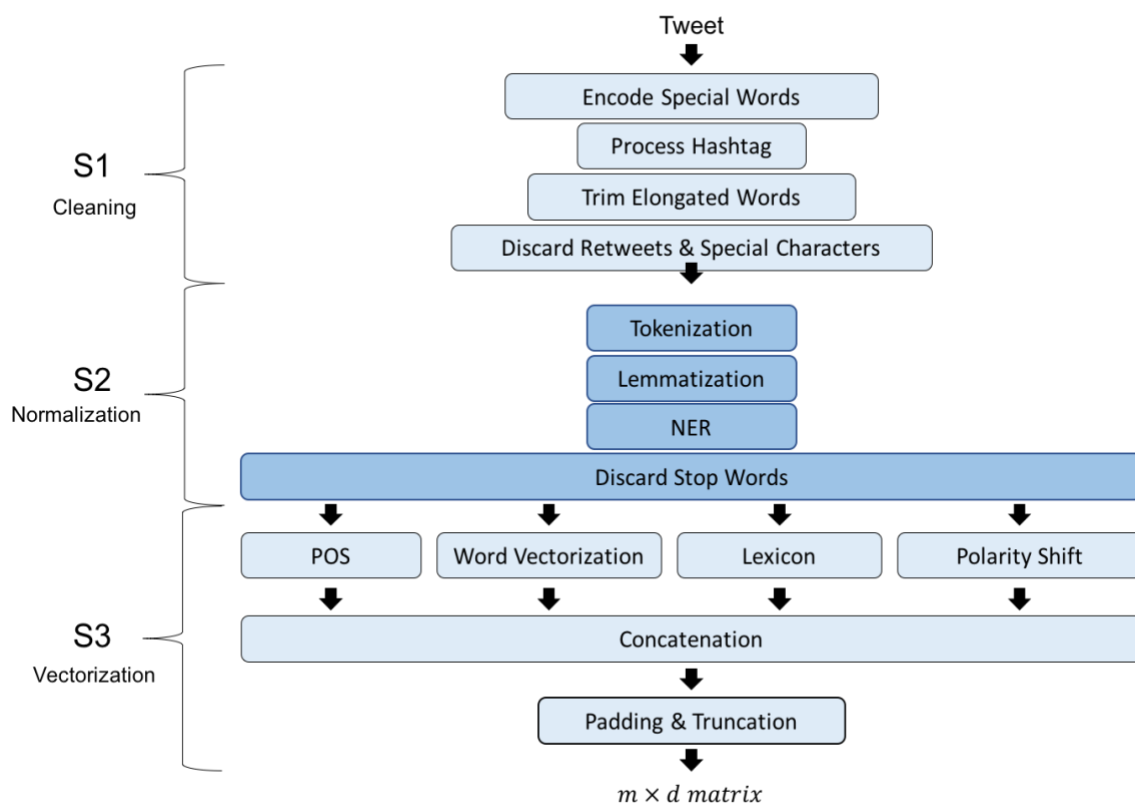 Tweet
Encode Special Words
Process Hashtag
S1
Cleaning
Trim Elongated Words
Discard Retweets & Special Characters
Tokenization
S2
Normalization
Lemmatization
NER
Discard Stop Words
POS
Word Vectorization
Lexicon
Polarity Shift
S3
Vectorization
Concatenation
Padding & Truncation
m × d matrix